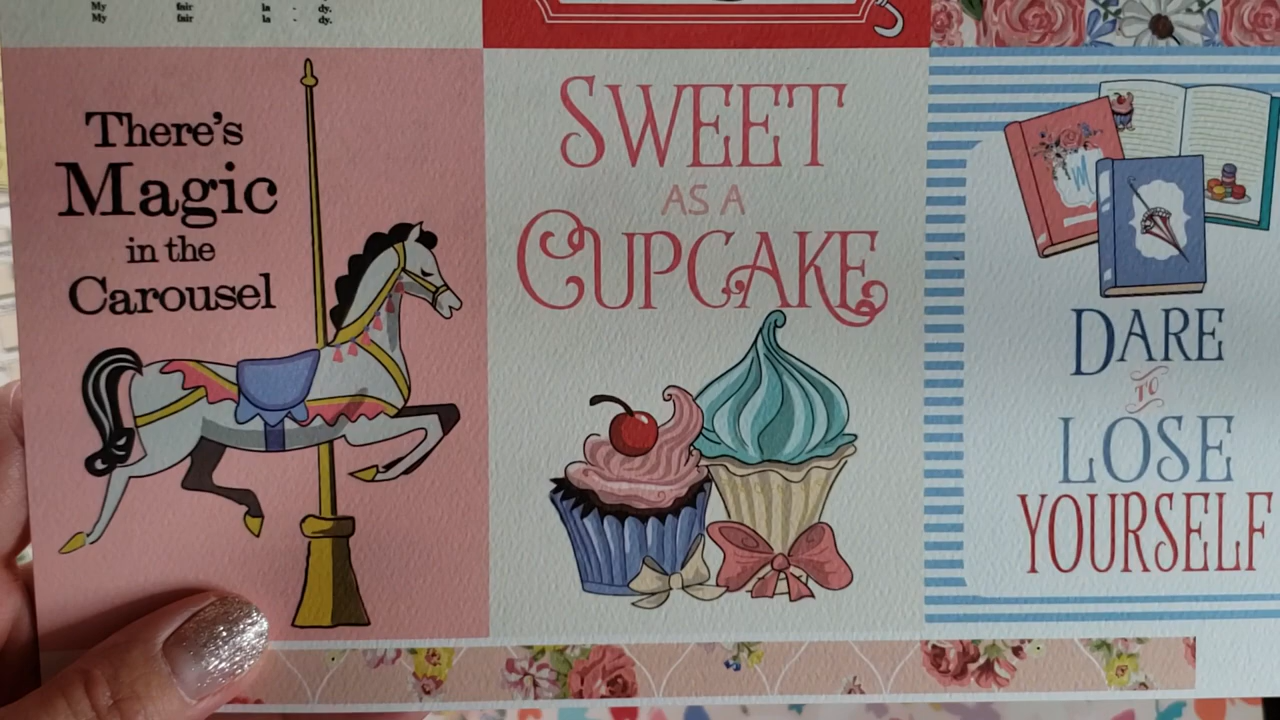 My fair la - dy.
My fair la - dy.
There's
Magic
in the
Carousel
SWEET
AS A
CUPCAKE
M
DARE
TO
LOSE
YOURSELF